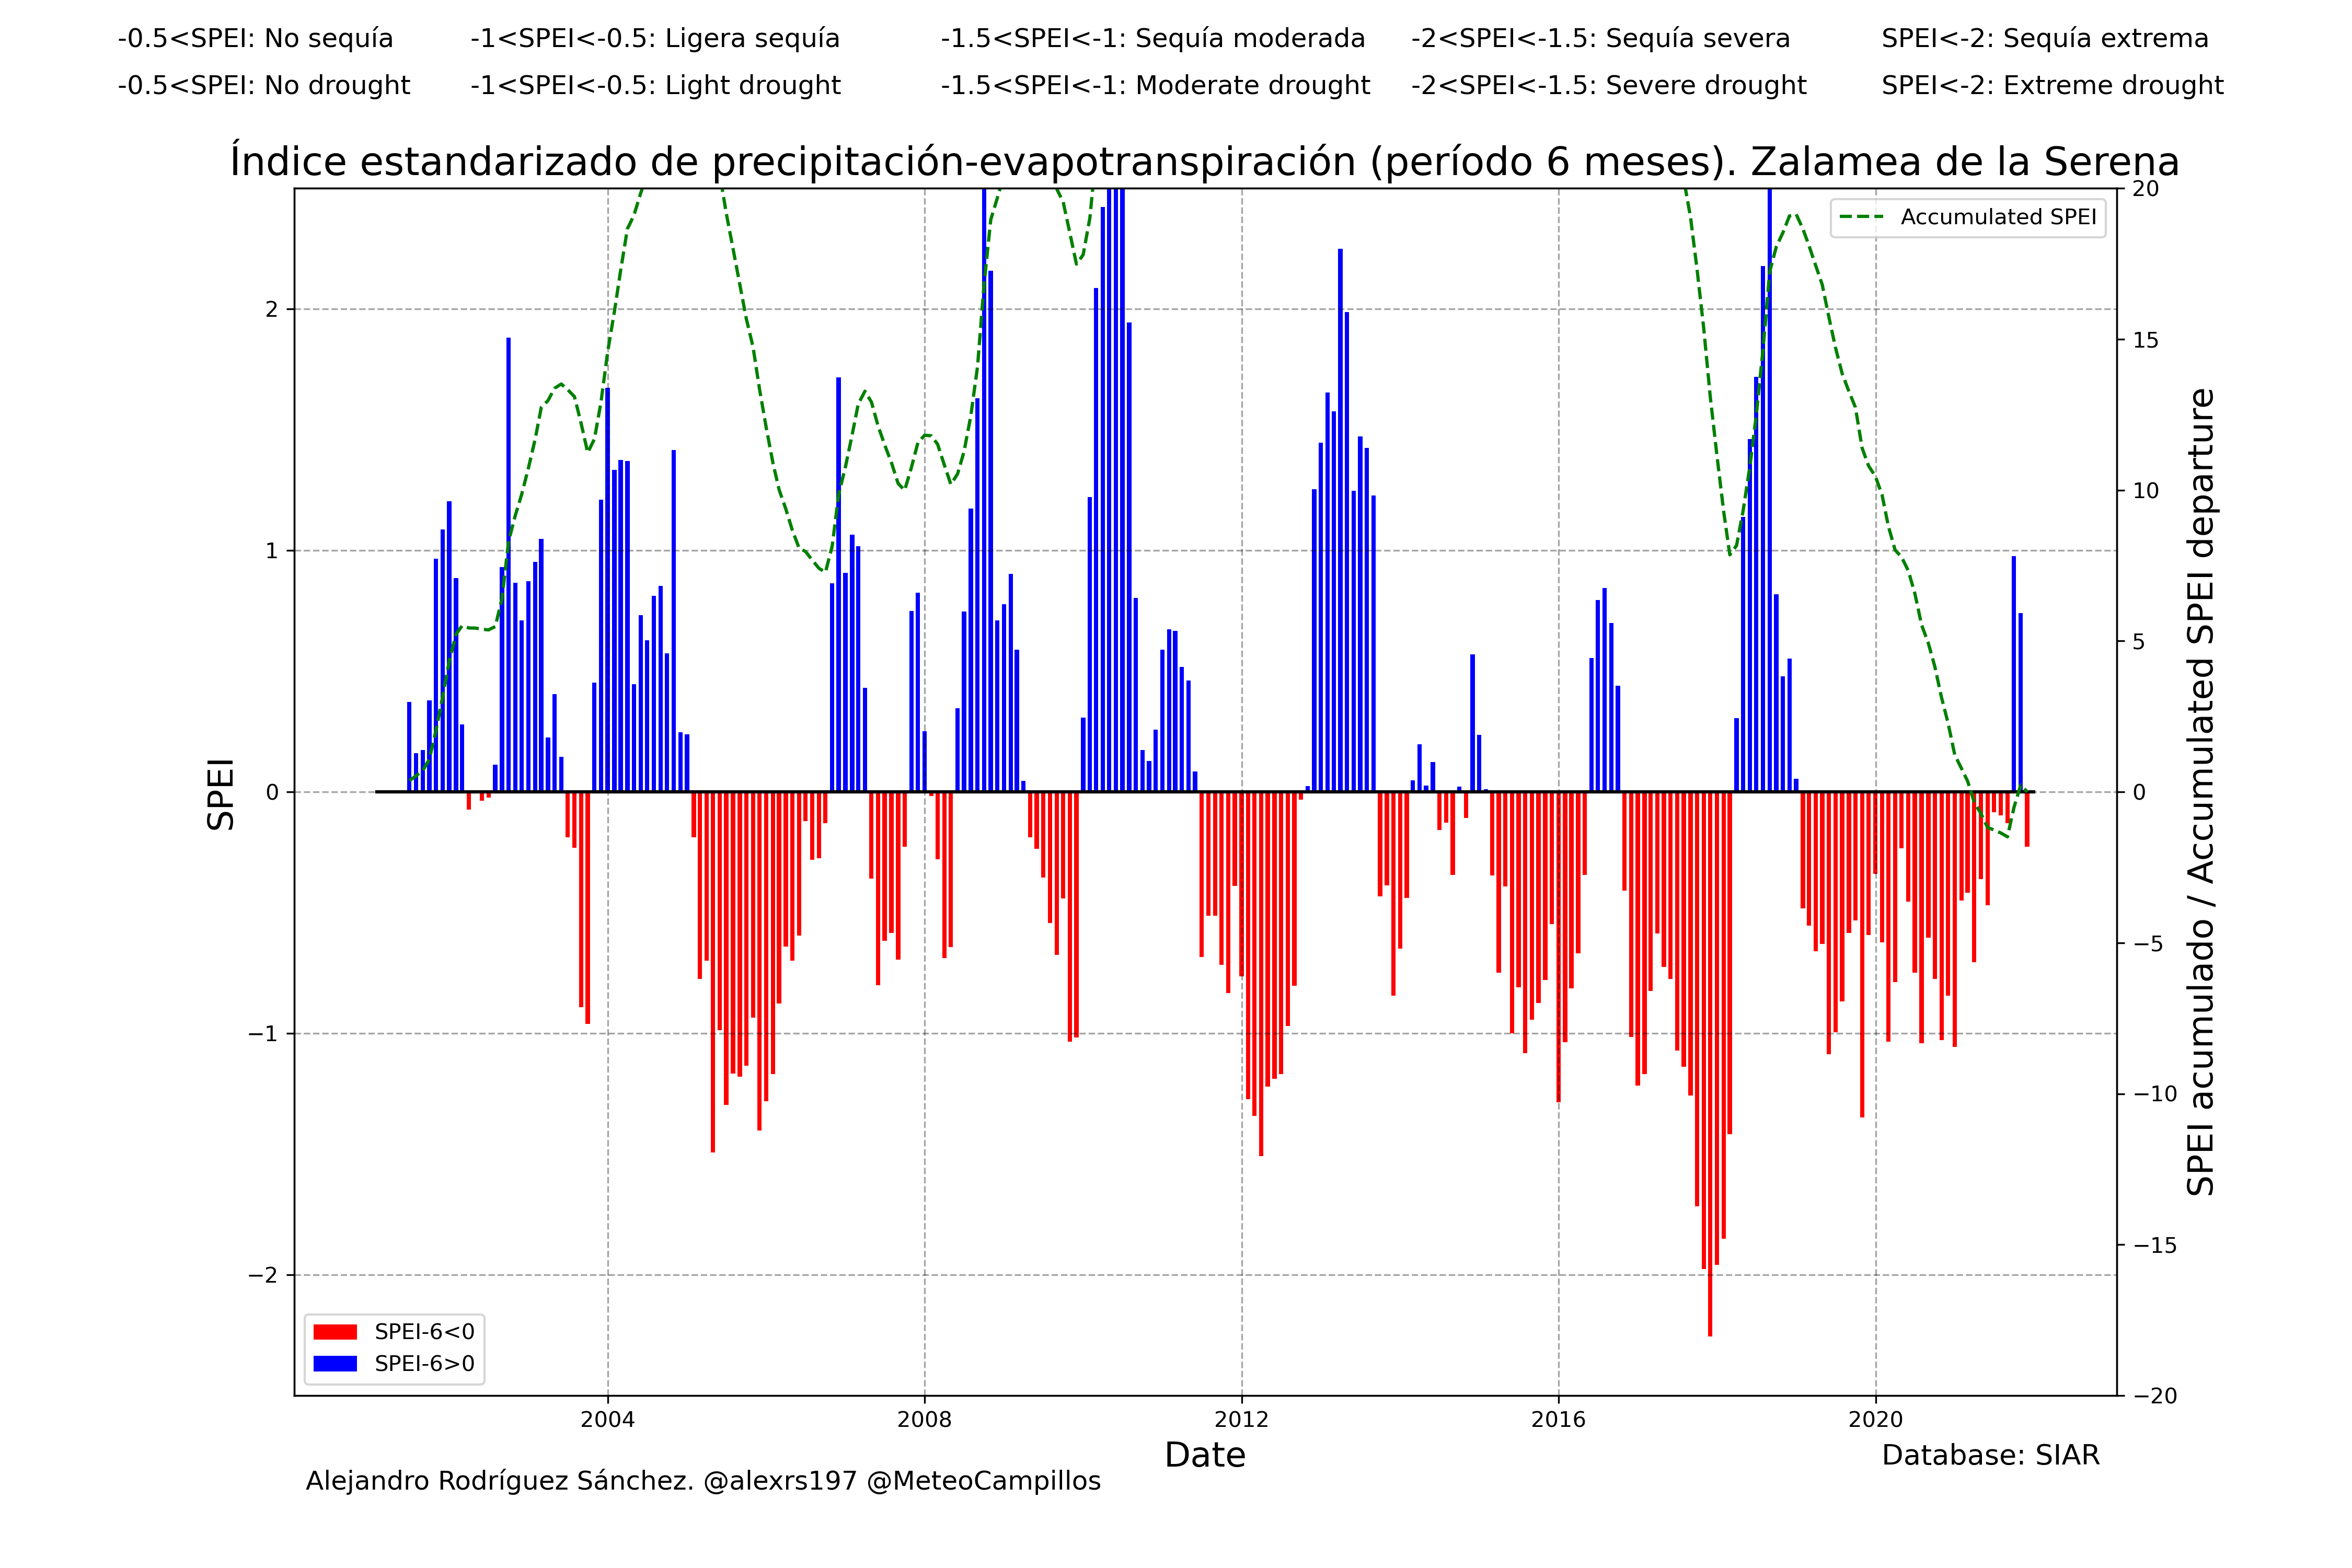 -0.5<SPEI: No sequía -1<SPEI<-0.5: Ligera sequía -1.5<SPEI<-1: Sequía moderada -2<SPEI<-1.5: Sequía severa SPEI<-2: Sequía extrema
-0.5<SPEI: No drought -1<SPEI<-0.5: Light drought -1.5<SPEI<-1: Moderate drought -2<SPEI<-1.5: Severe drought SPEI<-2: Extreme drought
Índice estandarizado de precipitación-evapotranspiración (período 6 meses). Zalamea de la Serena
Accumulated SPEI
SPEI
2
1
0
−1
−2
20
15
10
5
0
−5
−10
−15
−20
SPEI acumulado / Accumulated SPEI departure
SPEI-6<0
SPEI-6>0
2004 2008 2012 2016 2020
Date
Database: SIAR
Alejandro Rodríguez Sánchez. @alexrs197 @MeteoCampillos